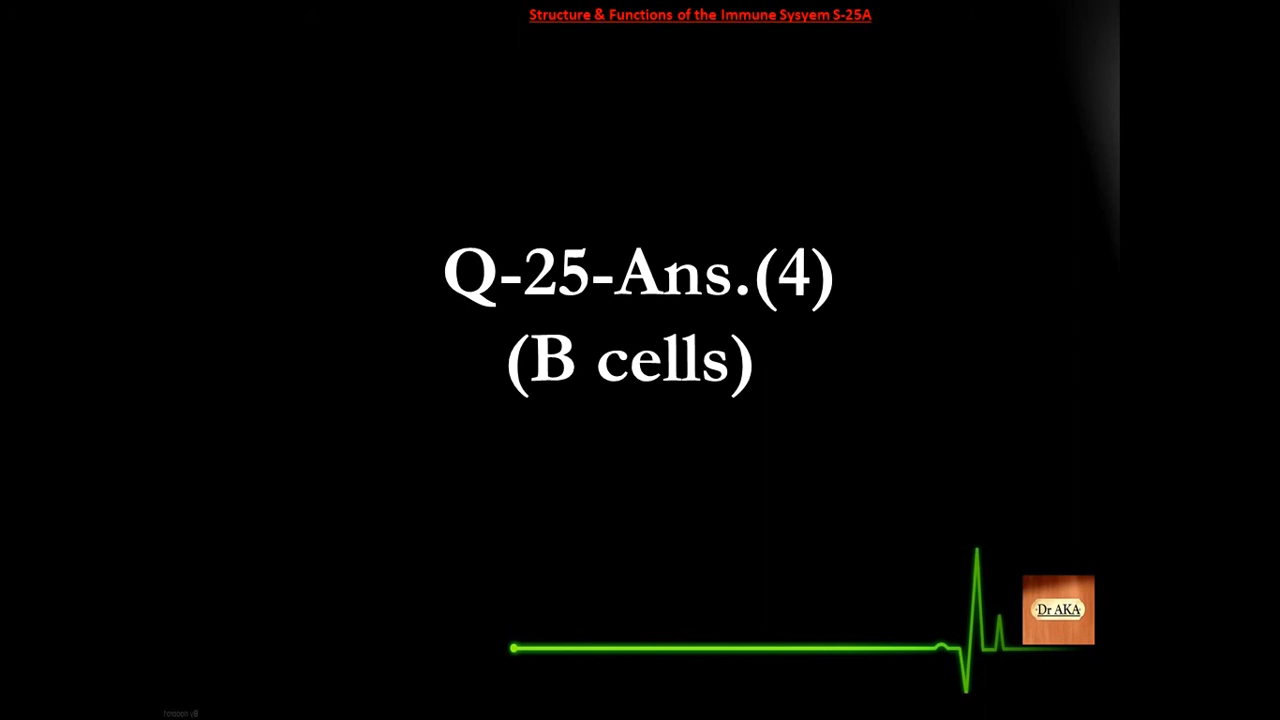 Structure & Functions of the Immune Sysyem S-25A
Q-25-Ans.(4)
(B cells)
Dr AKA